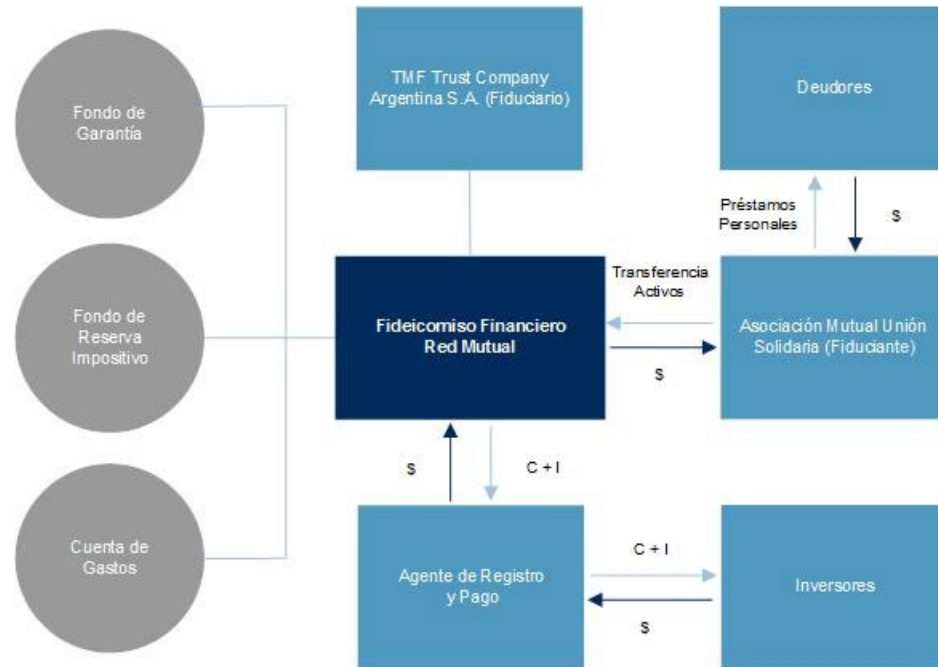 Fondo de
Garantía
TMF Trust Company
Argentina S.A. (Fiduciario)
Deudores
Préstamos
Personales
$
Fondo de
Reserva
Impositivo
Fideicomiso Financiero
Red Mutual
Transferencia
Activos
$
Asociación Mutual Unión
Solidaria (Fiduciante)
$
C + I
Cuenta de
Gastos
Agente de Registro
y Pago
C + I
$
Inversores